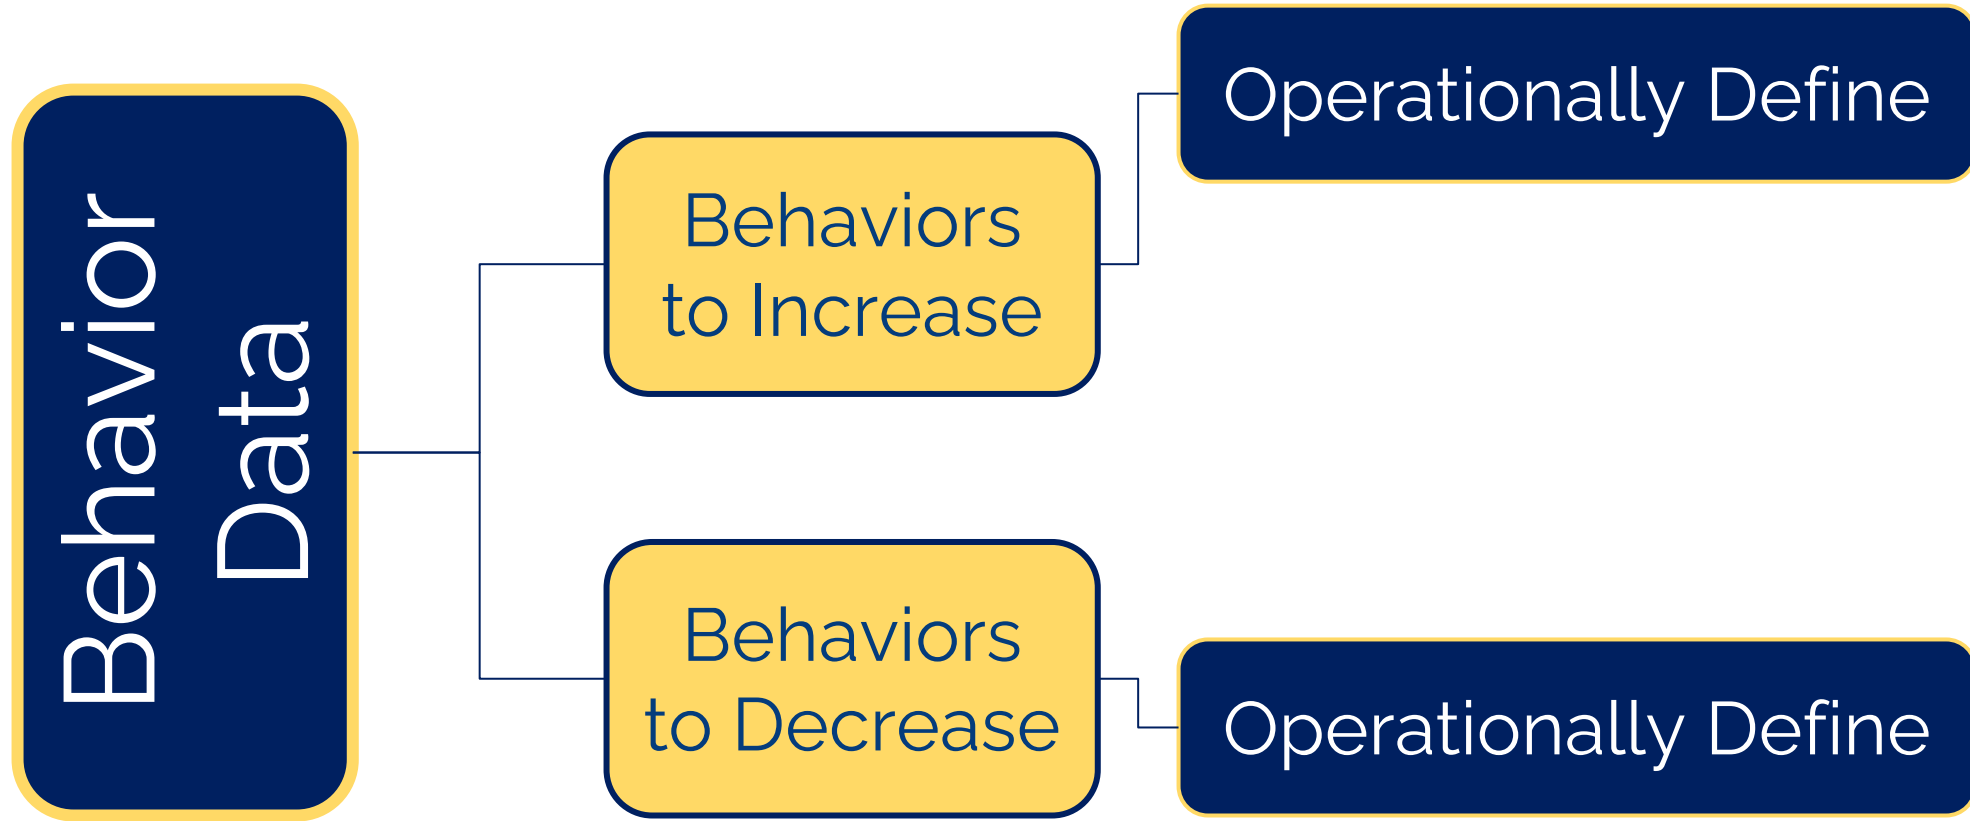 Behavior
Data
Behaviors
to Increase
Operationally Define
Behaviors
to Decrease
Operationally Define